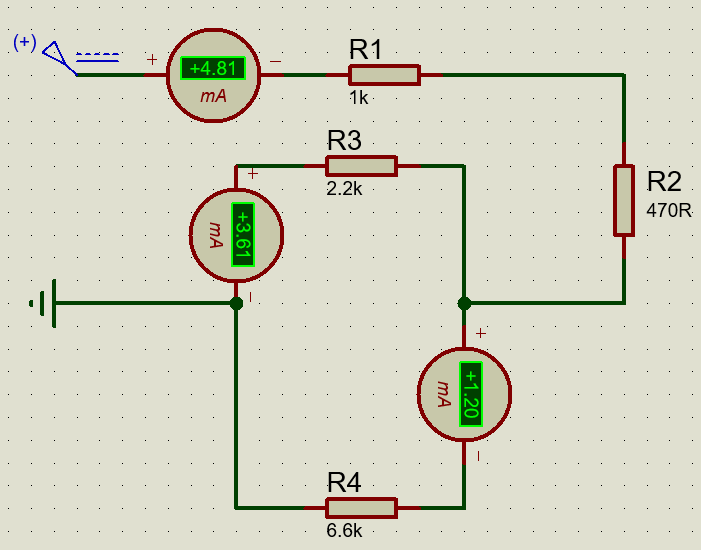 (+)
+
+4.81
mA
−
R1
1k
R3
2.2k
R2
470R
+
+3.61
mA
−
+
+1.20
mA
−
R4
6.6k